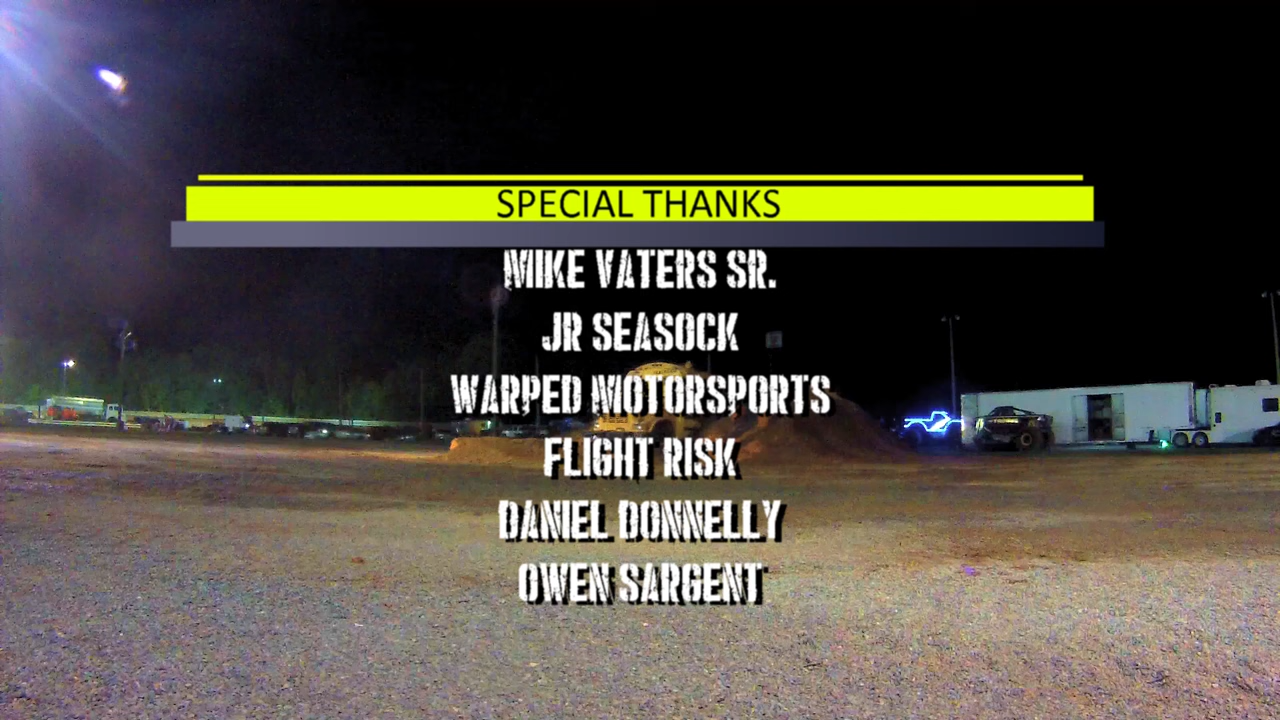 SPECIAL THANKS
MIKE VATERS SR.
JR SEASOCK
WARPED MOTORSPORTS
FLIGHT RISK
DANIEL DONNELLY
OWEN SARGENT